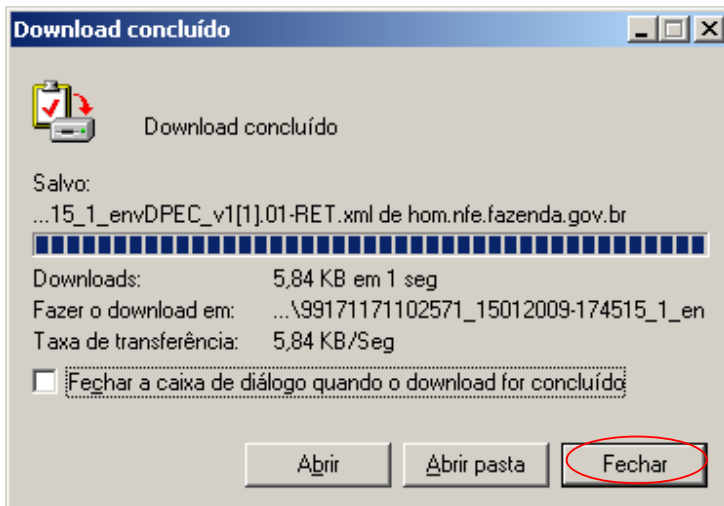 Download concluído
Download concluído
Salvo:
...15_1_envDPEC_v1[1].01-RET.xml de hom.nfe.fazenda.gov.br
Downloads: 5,84 KB em 1 seg
Fazer o download em: ...\99171171102571_15012009-174515_1_en
Taxa de transferência: 5,84 KB/Seg
Fechar a caixa de diálogo quando o download for concluído
Abrir Abrir pasta Fechar